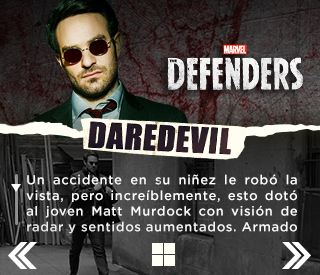 MARVEL
THE
DEFENDERS
DAREDEVIL
Un accidente en su niñez le robó la
vista, pero increíblemente, esto dotó
al joven Matt Murdock con visión de
radar y sentidos aumentados. Armado